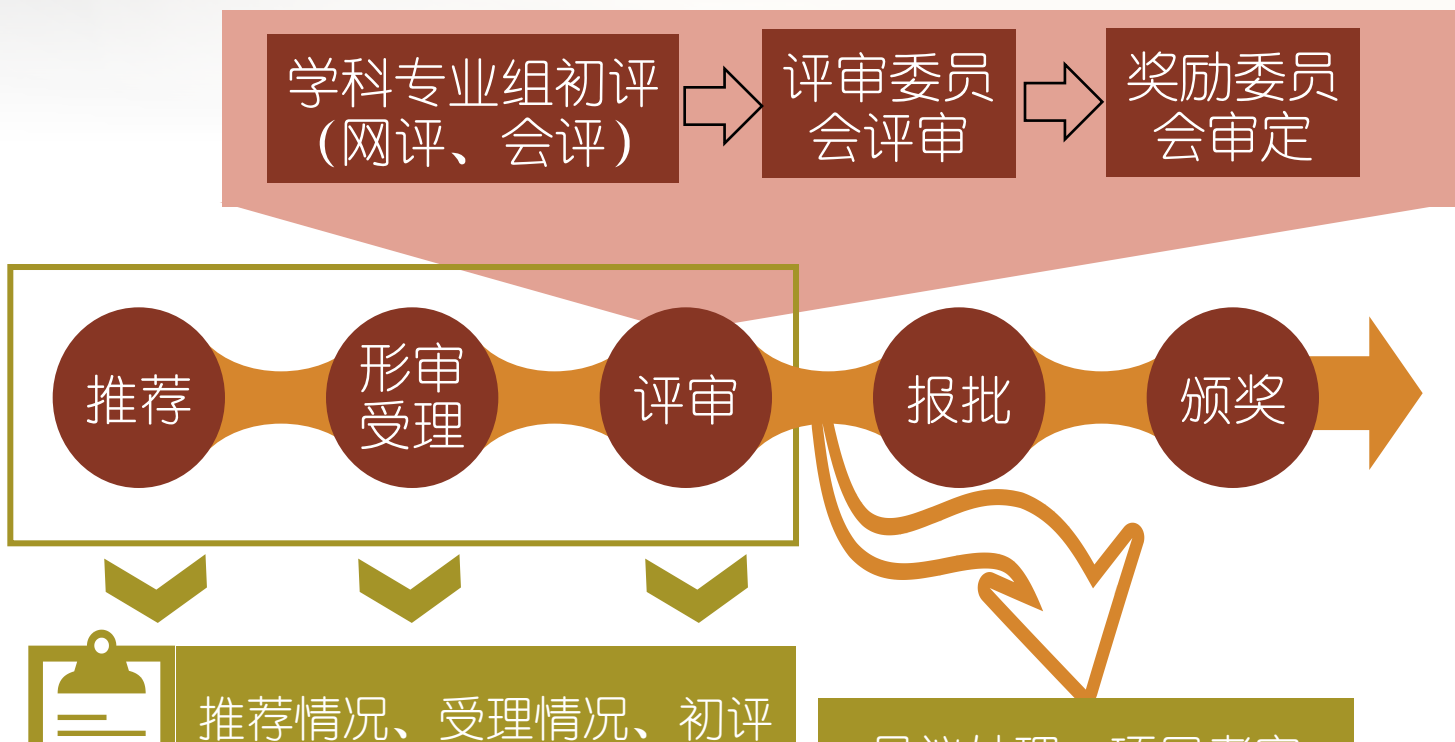 学科专业组初评
（网评、会评）
评审委员
会评审
奖励委员
会审定
推荐
形审
受理
评审
报批
颁奖
推荐情况、受理情况、初评